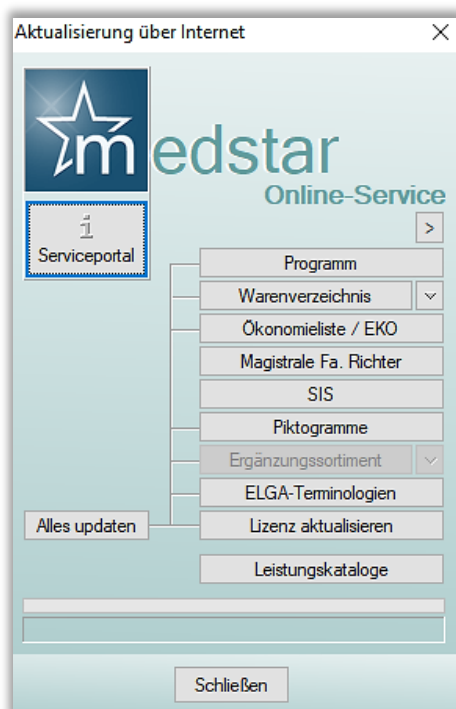 Aktualisierung über Internet
medstar
Online-Service
i
Serviceportal
>
Programm
Warenverzeichnis
Ökonomieliste / EKO
Magistrale Fa. Richter
SIS
Piktogramme
Ergänzungssortiment
ELGA-Terminologien
Alles updaten
Lizenz aktualisieren
Leistungskataloge
Schließen